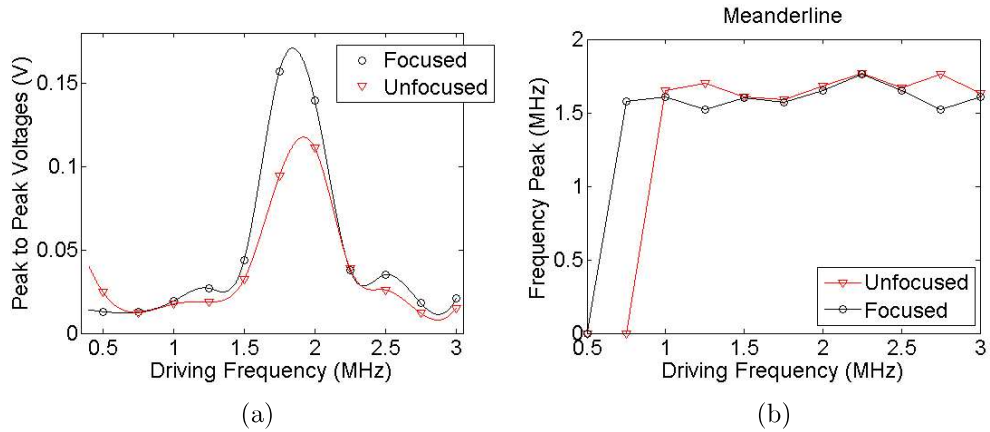 Peak to Peak Voltages (V)
0.15
0.1
0.05
0
0.5
1
1.5
2
2.5
3
Driving Frequency (MHz)
Focused
Unfocused
(a)
Meanderline
Frequency Peak (MHz)
2
1.5
1
0.5
0
0.5
1
1.5
2
2.5
3
Driving Frequency (MHz)
Unfocused
Focused
(b)